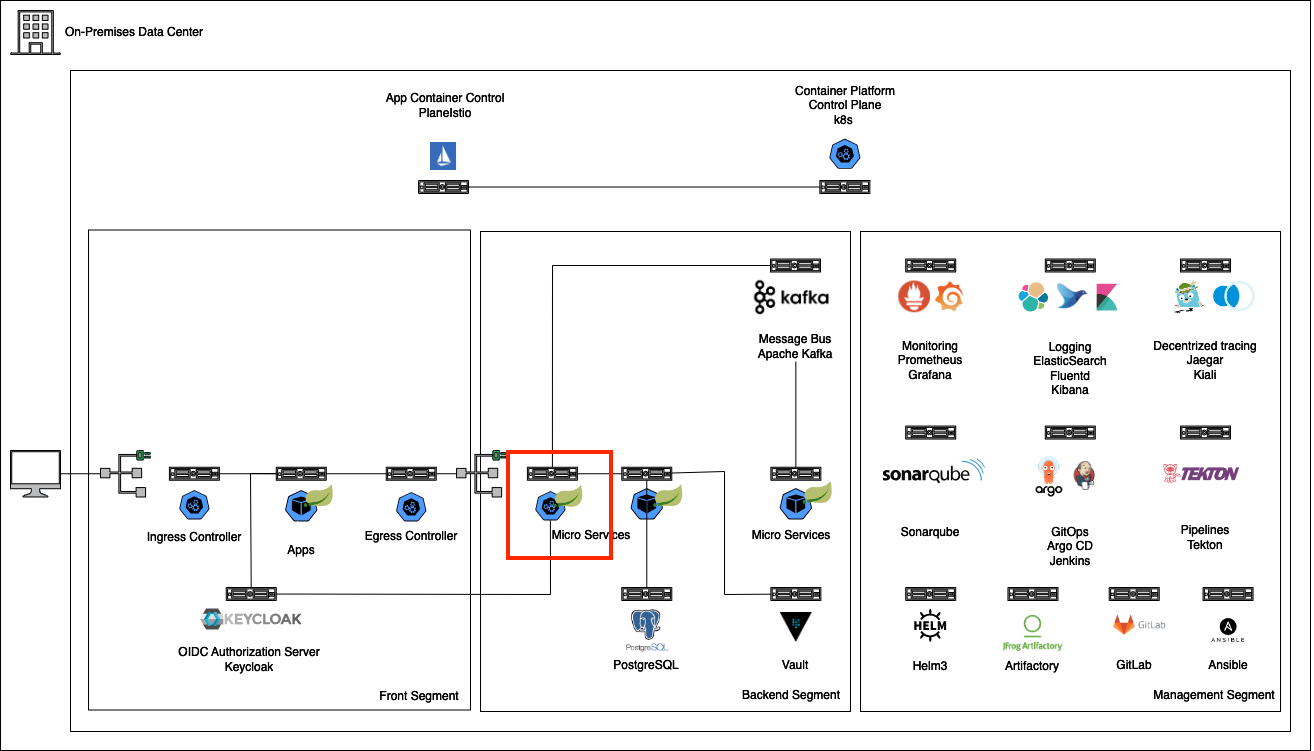 On-Premises Data Center
App Container Control
PlaneIstio
Container Platform
Control Plane
k8s
kafka
Message Bus
Apache Kafka
Monitoring
Prometheus
Grafana
Logging
ElasticSearch
Fluentd
Kibana
Decentrized tracing
Jaegar
Kiali
sonarqube
argo
TEKTON
Ingress Controller
Apps
Egress Controller
Micro Services
Micro Services
Sonarqube
GitOps
Argo CD
Jenkins
Pipelines
Tekton
KEYCLOAK
OIDC Authorization Server
Keycloak
PostgreSQL
PostgreSQL
Vault
HELM
Helm3
JFrog Artifactory
Artifactory
GitLab
GitLab
ANSIBLE
Ansible
Front Segment
Backend Segment
Management Segment